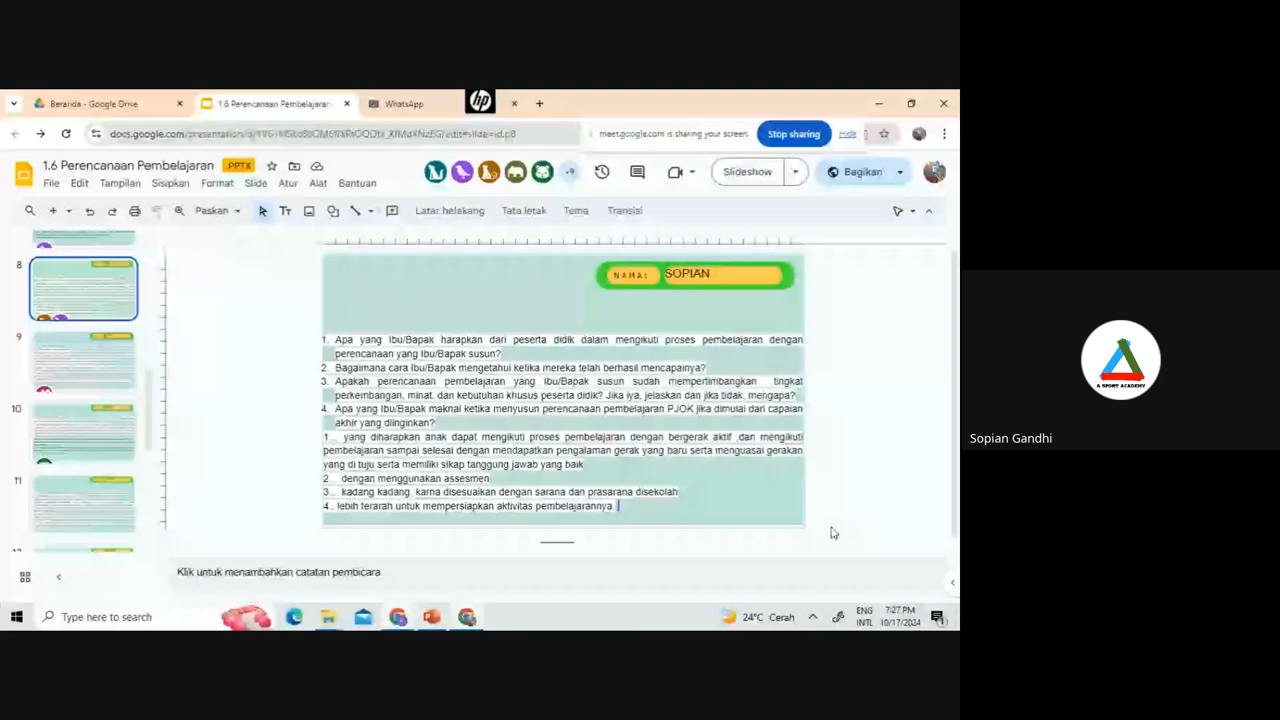 Beranda - Google Drive
1.6 Perencanaan Pembelajaran
WhatsApp
hp
meet.google.com is sharing your screen.
Stop sharing
Hide
1.6 Perencanaan Pembelajaran .PPTX
+9
Slideshow
Bagikan
File Edit Tampilan Sisipkan Format Slide Atur Alat Bantuan
Paskan
Latar belakang Tata letak Tema Transisi
8
9
10
11
NAMA: SOPIAN
1. Apa yang Ibu/Bapak harapkan dari peserta didik dalam mengikuti proses pembelajaran dengan
perencanaan yang Ibu/Bapak susun?
2. Bagaimana cara Ibu/Bapak mengetahui ketika mereka telah berhasil mencapainya?
3. Apakah perencanaan pembelajaran yang Ibu/Bapak susun sudah mempertimbangkan tingkat
perkembangan, minat, dan kebutuhan khusus peserta didik? Jika iya, jelaskan dan jika tidak, mengapa?
4. Apa yang Ibu/Bapak maknai ketika menyusun perencanaan pembelajaran PJOK jika dimulai dari capaian
akhir yang diinginkan?
1.. yang diharapkan anak dapat mengikuti proses pembelajaran dengan bergerak aktif dan mengikuti
pembelajaran sampai selesai dengan mendapatkan pengalaman gerak yang baru serta menguasai gerakan
yang di tuju serta memiliki sikap tanggung jawab yang baik
2... dengan menggunakan assesmen
3... kadang kadang, karna disesuaikan dengan sarana dan prasarana disekolah
4.. lebih terarah untuk mempersiapkan aktivitas pembelajarannya.
Klik untuk menambahkan catatan pembicara
Type here to search
24°C Cerah
ENG
INTL
7:27 PM
10/17/2024
A SPORT ACADEMY
Sopian Gandhi